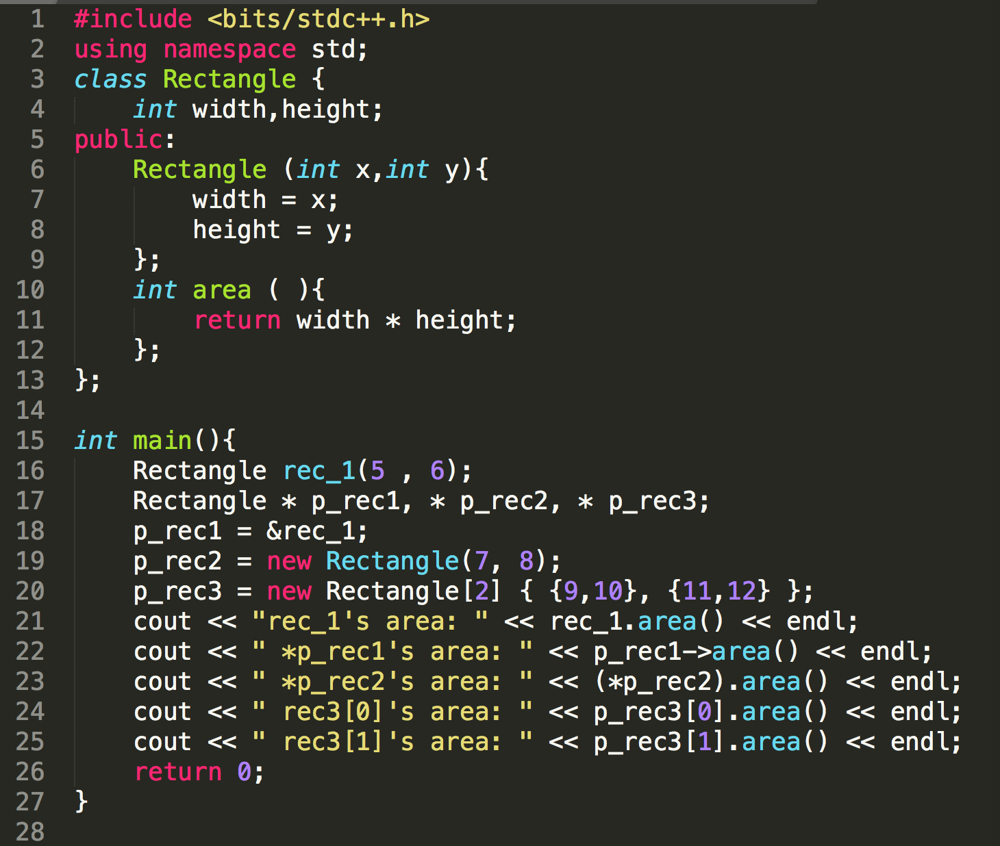 1 #include <bits/stdc++.h>
2 using namespace std;
3 class Rectangle {
4     int width,height;
5 public:
6     Rectangle (int x,int y){
7         width = x;
8         height = y;
9     };
10     int area ( ){
11         return width * height;
12     };
13 };
14
15 int main(){
16     Rectangle rec_1(5 , 6);
17     Rectangle * p_rec1, * p_rec2, * p_rec3;
18     p_rec1 = &rec_1;
19     p_rec2 = new Rectangle(7, 8);
20     p_rec3 = new Rectangle[2] { {9,10}, {11,12} };
21     cout << "rec_1's area: " << rec_1.area() << endl;
22     cout << " *p_rec1's area: " << p_rec1->area() << endl;
23     cout << " *p_rec2's area: " << (*p_rec2).area() << endl;
24     cout << " rec3[0]'s area: " << p_rec3[0].area() << endl;
25     cout << " rec3[1]'s area: " << p_rec3[1].area() << endl;
26     return 0;
27 }
28